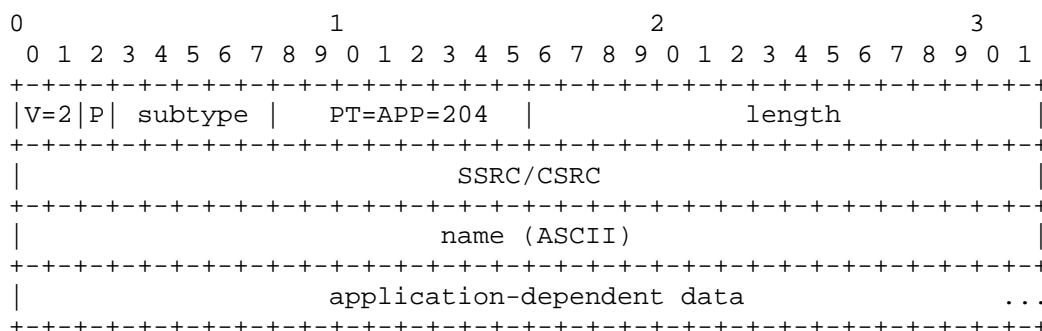 0                   1                   2                   3
 0 1 2 3 4 5 6 7 8 9 0 1 2 3 4 5 6 7 8 9 0 1 2 3 4 5 6 7 8 9 0 1
+-+-+-+-+-+-+-+-+-+-+-+-+-+-+-+-+-+-+-+-+-+-+-+-+-+-+-+-+-+-+-+-+
|V=2|P| subtype |   PT=APP=204  |             length            |
+-+-+-+-+-+-+-+-+-+-+-+-+-+-+-+-+-+-+-+-+-+-+-+-+-+-+-+-+-+-+-+-+
|                           SSRC/CSRC                           |
+-+-+-+-+-+-+-+-+-+-+-+-+-+-+-+-+-+-+-+-+-+-+-+-+-+-+-+-+-+-+-+-+
|                          name (ASCII)                         |
+-+-+-+-+-+-+-+-+-+-+-+-+-+-+-+-+-+-+-+-+-+-+-+-+-+-+-+-+-+-+-+-+
|                   application-dependent data                ...
+-+-+-+-+-+-+-+-+-+-+-+-+-+-+-+-+-+-+-+-+-+-+-+-+-+-+-+-+-+-+-+-+